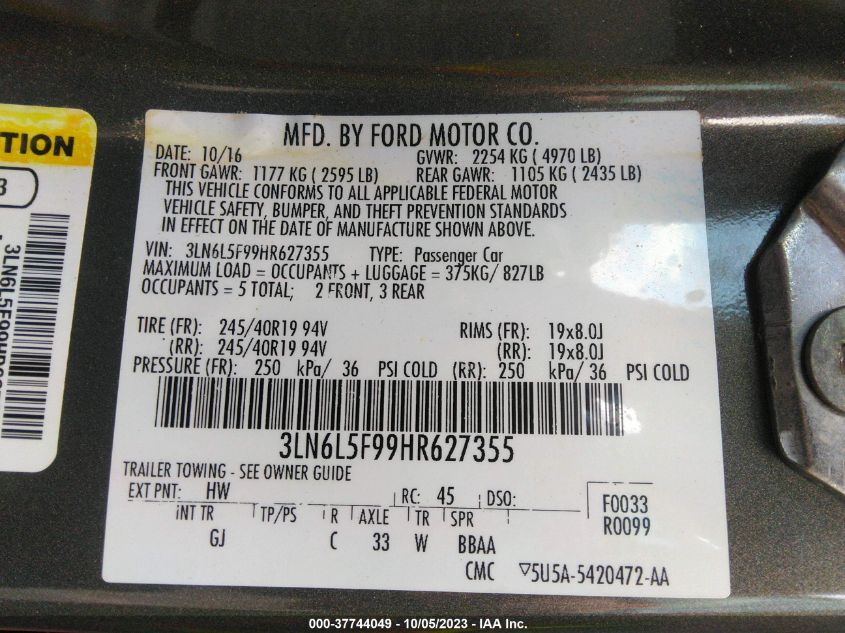 TION
3
3LN6L5F99HR
MFD. BY FORD MOTOR CO.
DATE: 10/16 GVWR: 2254 KG ( 4970 LB)
FRONT GAWR: 1177 KG ( 2595 LB) REAR GAWR: 1105 KG ( 2435 LB)
THIS VEHICLE CONFORMS TO ALL APPLICABLE FEDERAL MOTOR
VEHICLE SAFETY, BUMPER, AND THEFT PREVENTION STANDARDS
IN EFFECT ON THE DATE OF MANUFACTURE SHOWN ABOVE.
VIN: 3LN6L5F99HR627355 TYPE: Passenger Car
MAXIMUM LOAD = OCCUPANTS + LUGGAGE = 375KG/ 827LB
OCCUPANTS = 5 TOTAL; 2 FRONT, 3 REAR
TIRE (FR): 245/40R19 94V RIMS (FR): 19x8.0J
(RR): 245/40R19 94V (RR): 19x8.0J
PRESSURE (FR): 250 kPa/ 36 PSI COLD (RR): 250 kPa/ 36 PSI COLD
3LN6L5F99HR627355
TRAILER TOWING - SEE OWNER GUIDE
EXT PNT: HW RC: 45 DSO: F0033
R0099
INT TR TP/PS R AXLE TR SPR
GJ C 33 W BBAA
CMC ▽5U5A-5420472-AA
000-37744049 - 10/05/2023 - IAA Inc.